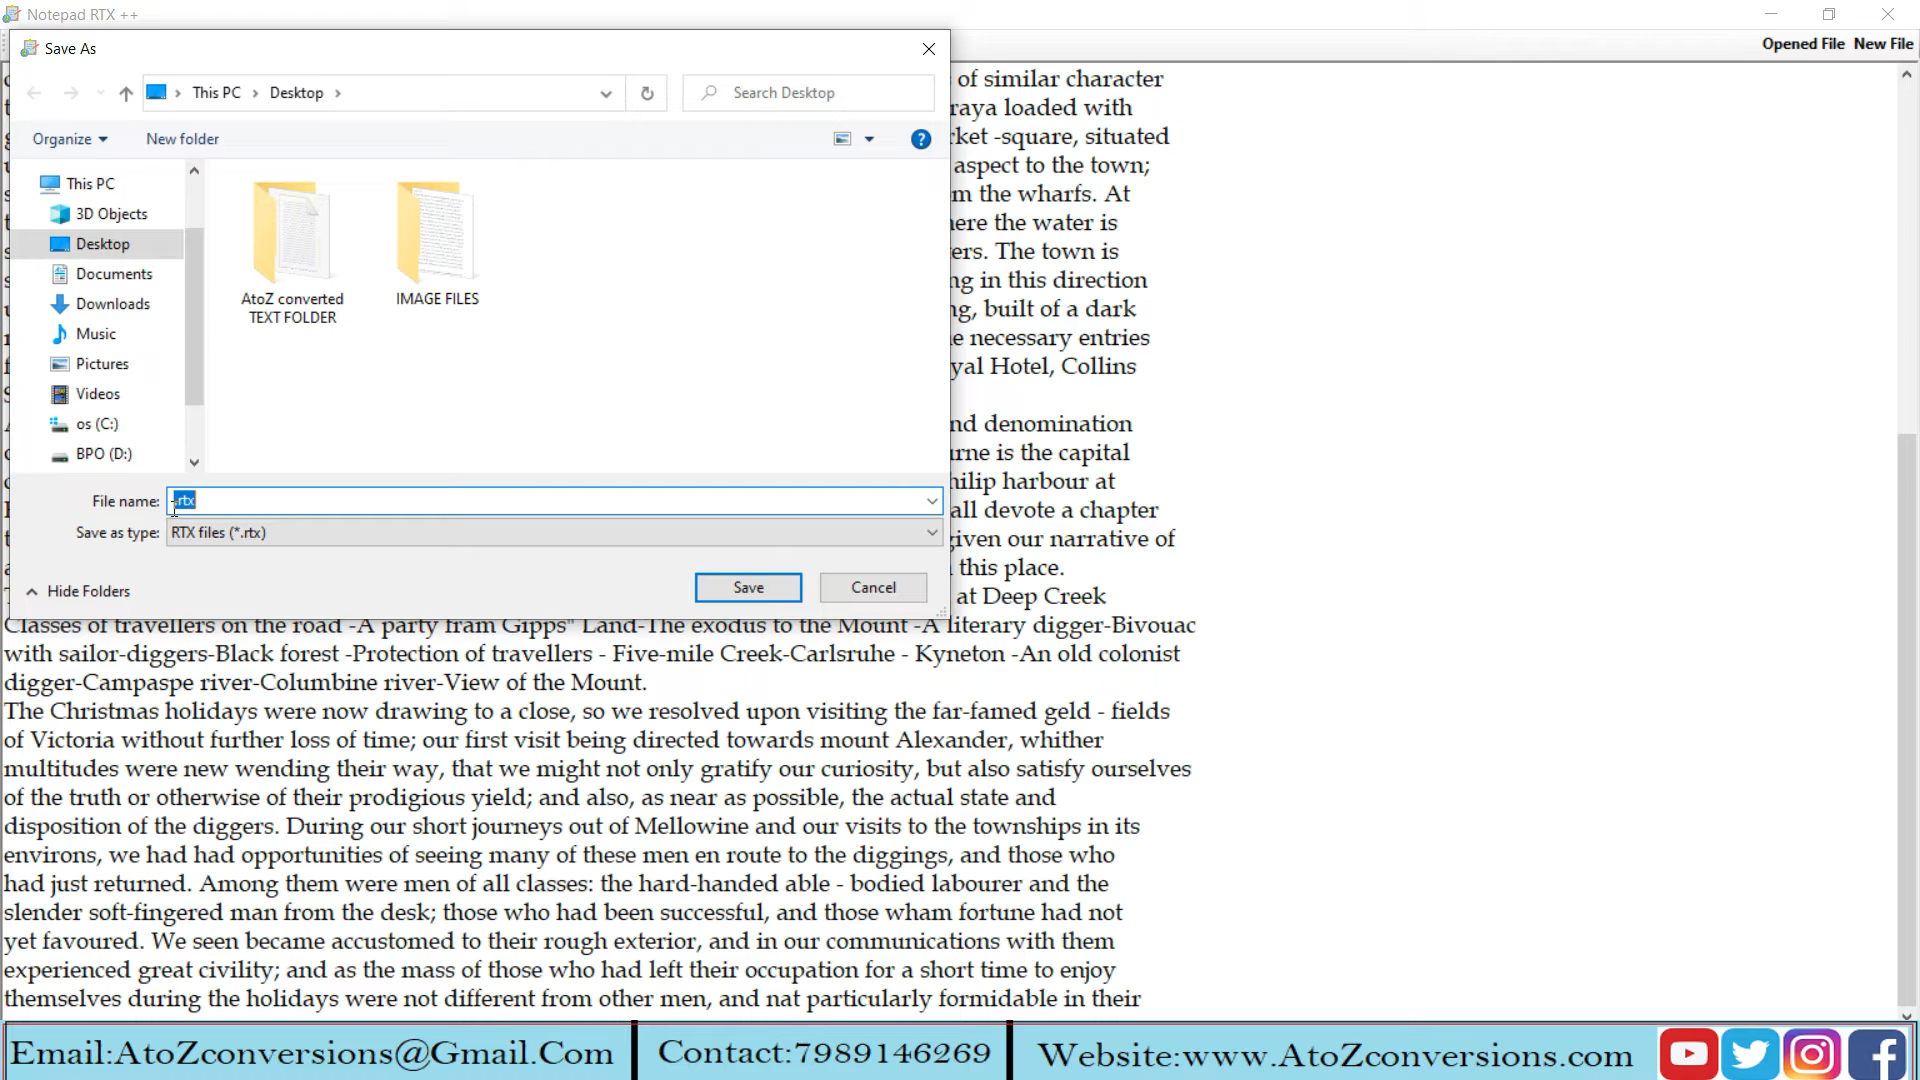 Notepad RTX ++
Save As
Opened File New File
This PC
Desktop
Search Desktop
Organize
New folder
This PC
3D Objects
Desktop
Documents
Downloads
Music
Pictures
Videos
os (C:)
BPO (D:)
AtoZ converted
TEXT FOLDER
IMAGE FILES
File name: .rtx
Save as type: RTX files (*.rtx)
Hide Folders
Save
Cancel
of similar character
raya loaded with
rket -square, situated
aspect to the town;
m the wharfs. At
here the water is
ers. The town is
ng in this direction
ng, built of a dark
e necessary entries
yal Hotel, Collins
nd denomination
urne is the capital
hilip harbour at
all devote a chapter
given our narrative of
this place.
at Deep Creek
Classes of travellers on the road -A party fram Gipps" Land-The exodus to the Mount -A literary digger-Bivouac
with sailor-diggers-Black forest -Protection of travellers - Five-mile Creek-Carlsruhe - Kyneton -An old colonist
digger-Campaspe river-Columbine river-View of the Mount.
The Christmas holidays were now drawing to a close, so we resolved upon visiting the far-famed geld - fields
of Victoria without further loss of time; our first visit being directed towards mount Alexander, whither
multitudes were new wending their way, that we might not only gratify our curiosity, but also satisfy ourselves
of the truth or otherwise of their prodigious yield; and also, as near as possible, the actual state and
disposition of the diggers. During our short journeys out of Mellowine and our visits to the townships in its
environs, we had had opportunities of seeing many of these men en route to the diggings, and those who
had just returned. Among them were men of all classes: the hard-handed able - bodied labourer and the
slender soft-fingered man from the desk; those who had been successful, and those wham fortune had not
yet favoured. We seen became accustomed to their rough exterior, and in our communications with them
experienced great civility; and as the mass of those who had left their occupation for a short time to enjoy
themselves during the holidays were not different from other men, and nat particularly formidable in their
Email:AtoZconversions@Gmail.Com
Contact:7989146269
Website:www.AtoZconversions.com